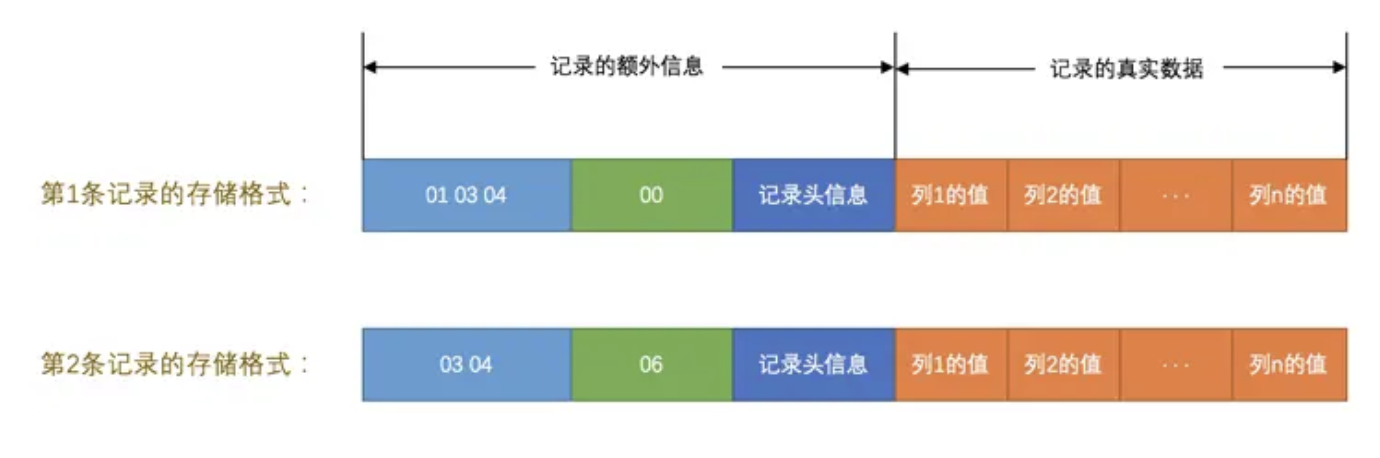 记录的额外信息 记录的真实数据
第1条记录的存储格式： 01 03 04 00 记录头信息 列1的值 列2的值 ... 列n的值
第2条记录的存储格式： 03 04 06 记录头信息 列1的值 列2的值 ... 列n的值